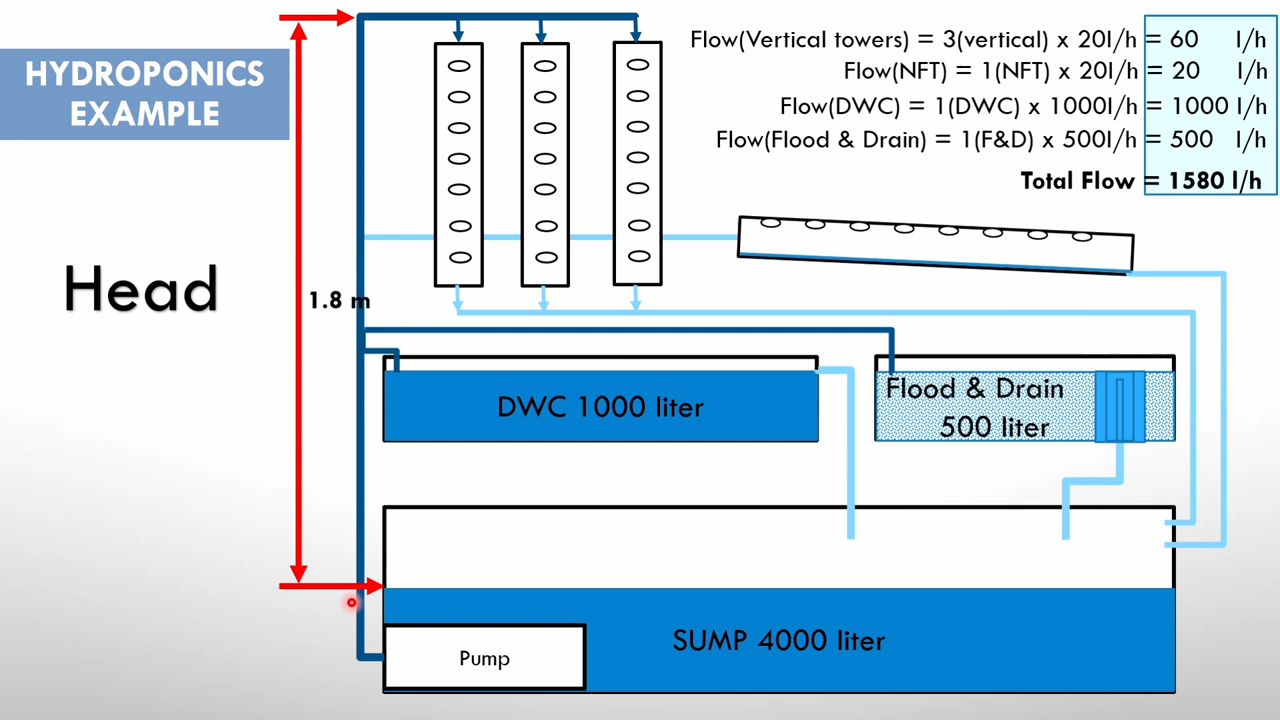 HYDROPONICS
EXAMPLE
Flow(Vertical towers) = 3(vertical) x 20l/h = 60 l/h
Flow(NFT) = 1(NFT) x 20l/h = 20 l/h
Flow(DWC) = 1(DWC) x 1000l/h = 1000 l/h
Flow(Flood & Drain) = 1(F&D) x 500l/h = 500 l/h
Total Flow = 1580 l/h
Head
1.8 m
DWC 1000 liter
Flood & Drain
500 liter
SUMP 4000 liter
Pump